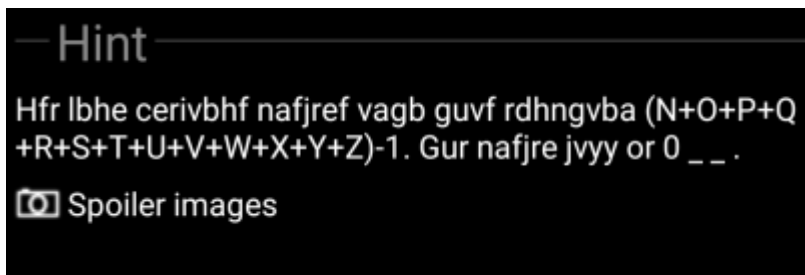 Hint
Hfr lbhe cerivbhf nafjref vagb guvf rdhngvba (N+O+P+Q
+R+S+T+U+V+W+X+Y+Z)-1. Gur nafjre jvyy or 0 _ _ .
Spoiler images